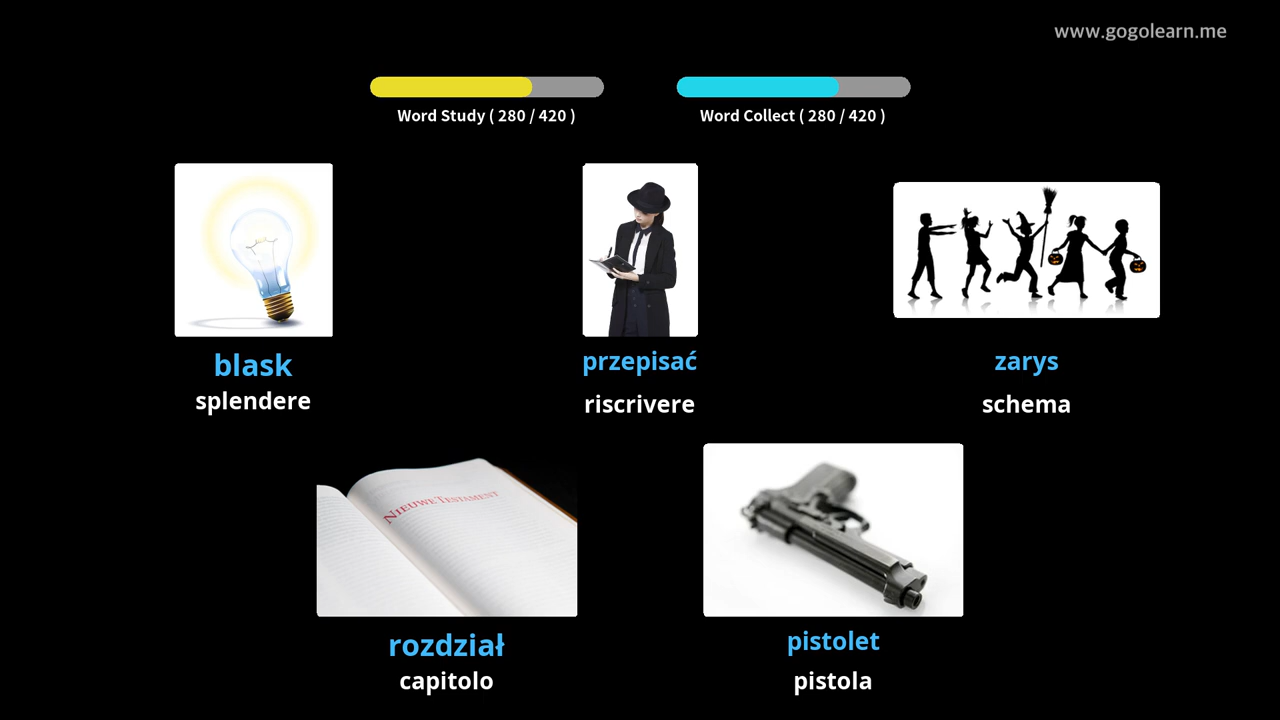 www.gogolearn.me
Word Study ( 280 / 420 )
Word Collect ( 280 / 420 )
blask
splendere
przepisać
riscrivere
zarys
schema
NIEUWE TESTAMENT
rozdział
capitolo
pistolet
pistola